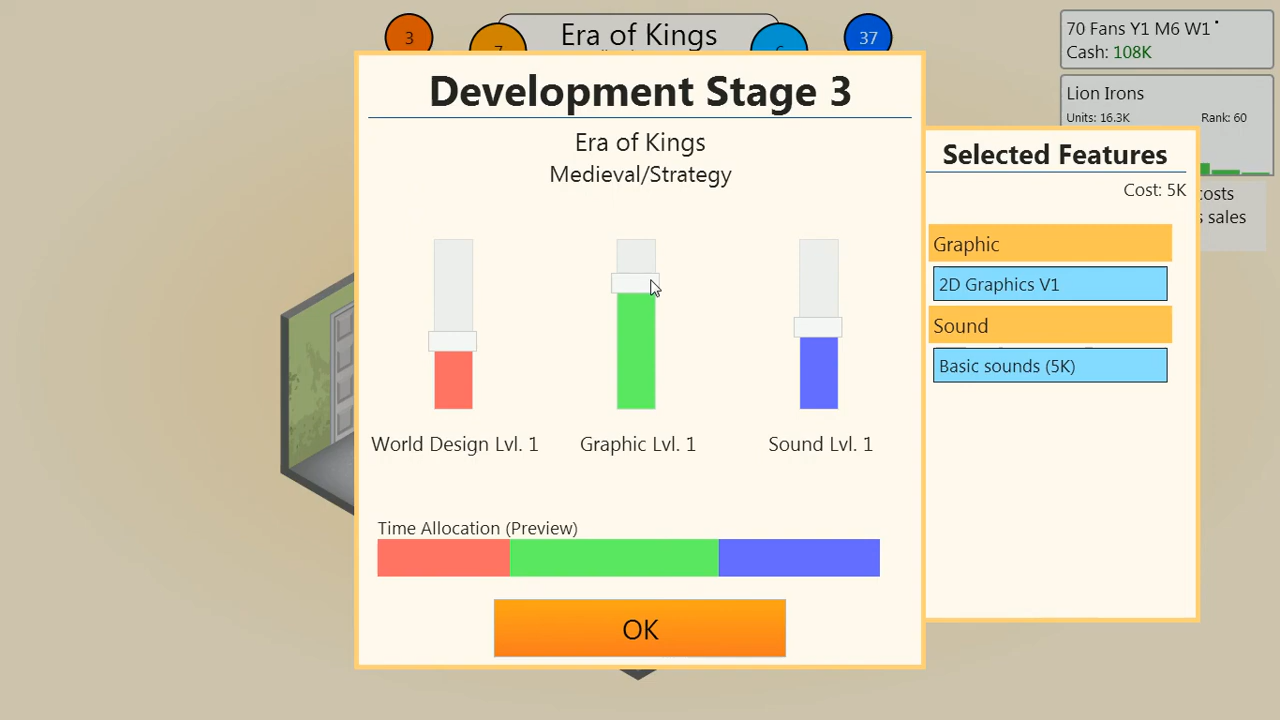 3
7
Era of Kings
37
70 Fans Y1 M6 W1
Cash: 108K
Lion Irons
Units: 16.3K Rank: 60
costs
s sales
Development Stage 3
Era of Kings
Medieval/Strategy
World Design Lvl. 1
Graphic Lvl. 1
Sound Lvl. 1
Time Allocation (Preview)
OK
Selected Features
Cost: 5K
Graphic
2D Graphics V1
Sound
Basic sounds (5K)